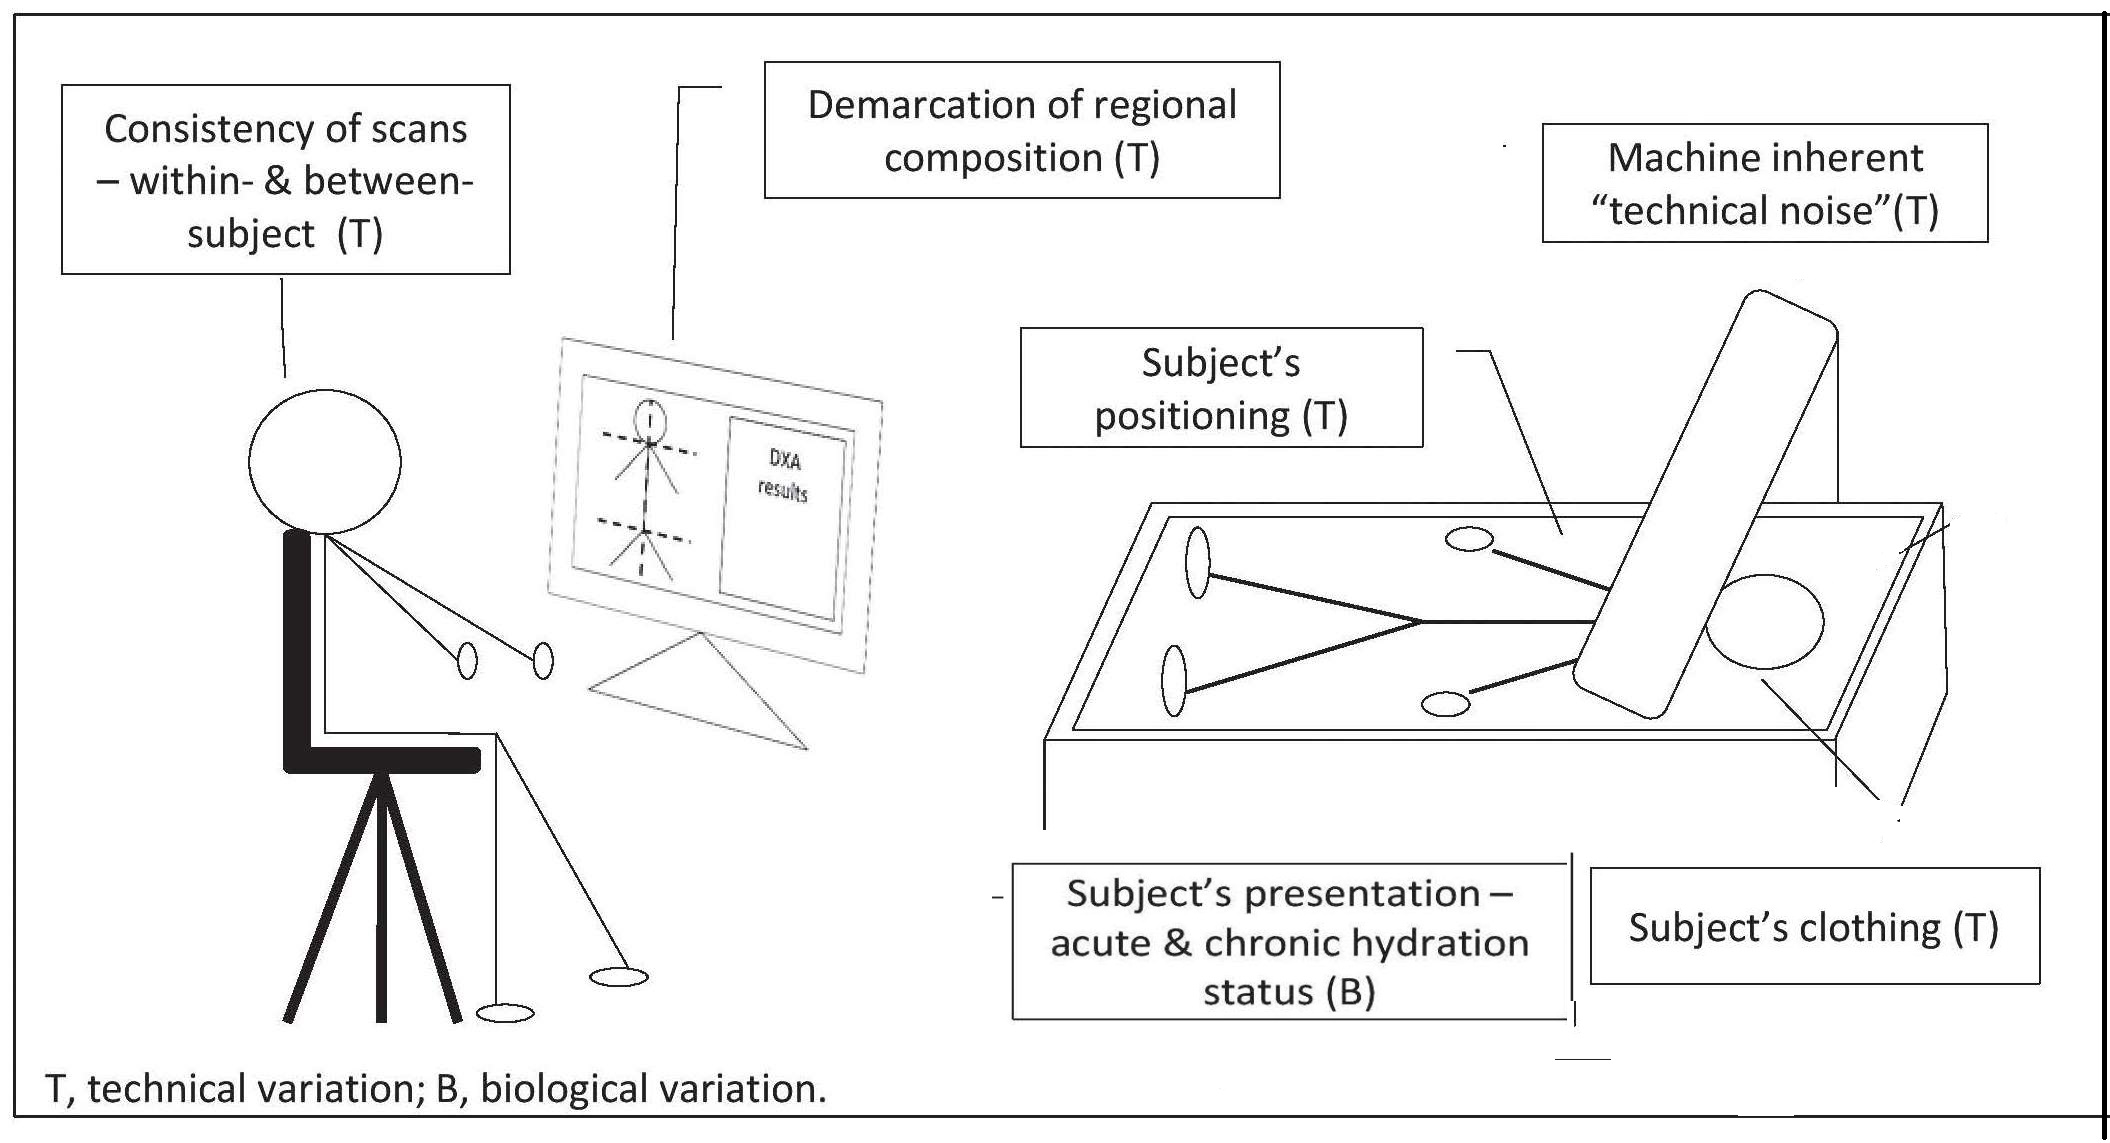 Consistency of scans
– within- & between-
subject (T)
Demarcation of regional
composition (T)
Machine inherent
“technical noise”(T)
Subject’s
positioning (T)
DXA
results
Subject’s presentation –
acute & chronic hydration
status (B)
Subject’s clothing (T)
T, technical variation; B, biological variation.